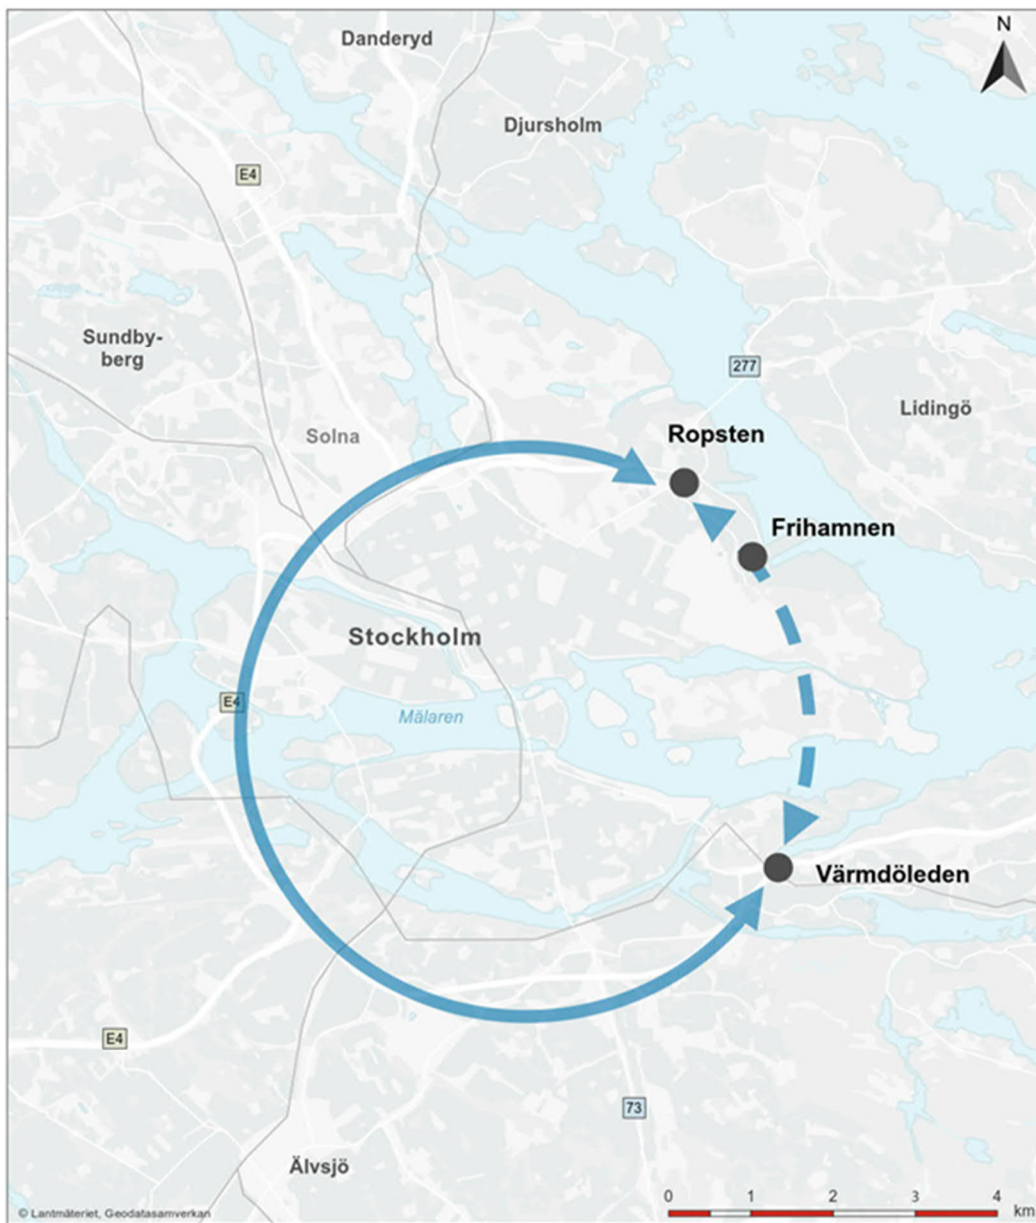 N
Danderyd
Djursholm
E4
Sundby-
berg
277
Lidingö
Solna
Ropsten
Frihamnen
Stockholm
E4
Mälaren
Värmdöleden
E4
73
Älvsjö
0 1 2 3 4
km
© Lantmäteriet, Geodatasamverkan